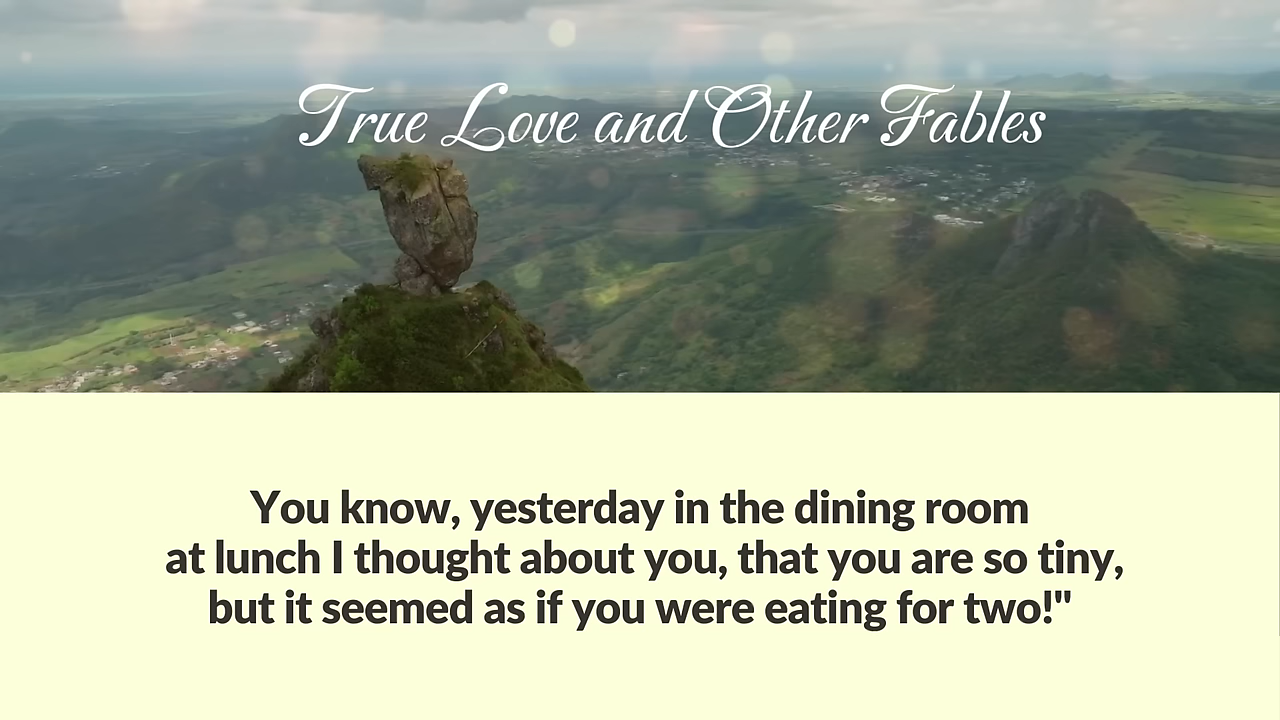 True Love and Other Fables
You know, yesterday in the dining room
at lunch I thought about you, that you are so tiny,
but it seemed as if you were eating for two!"